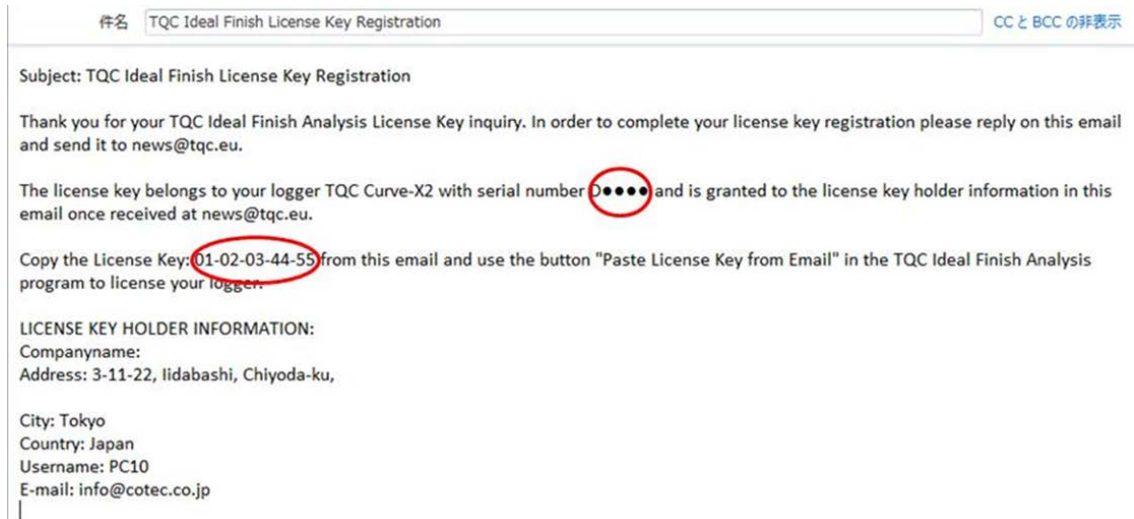 件名 TQC Ideal Finish License Key Registration CCとBCCの非表示
Subject: TQC Ideal Finish License Key Registration
Thank you for your TQC Ideal Finish Analysis License Key inquiry. In order to complete your license key registration please reply on this email
and send it to news@tqc.eu.
The license key belongs to your logger TQC Curve-X2 with serial number D●●●● and is granted to the license key holder information in this
email once received at news@tqc.eu.
Copy the License Key: 01-02-03-44-55 from this email and use the button "Paste License Key from Email" in the TQC Ideal Finish Analysis
program to license your logger.
LICENSE KEY HOLDER INFORMATION:
Companyname:
Address: 3-11-22, Iidabashi, Chiyoda-ku,
City: Tokyo
Country: Japan
Username: PC10
E-mail: info@cotec.co.jp